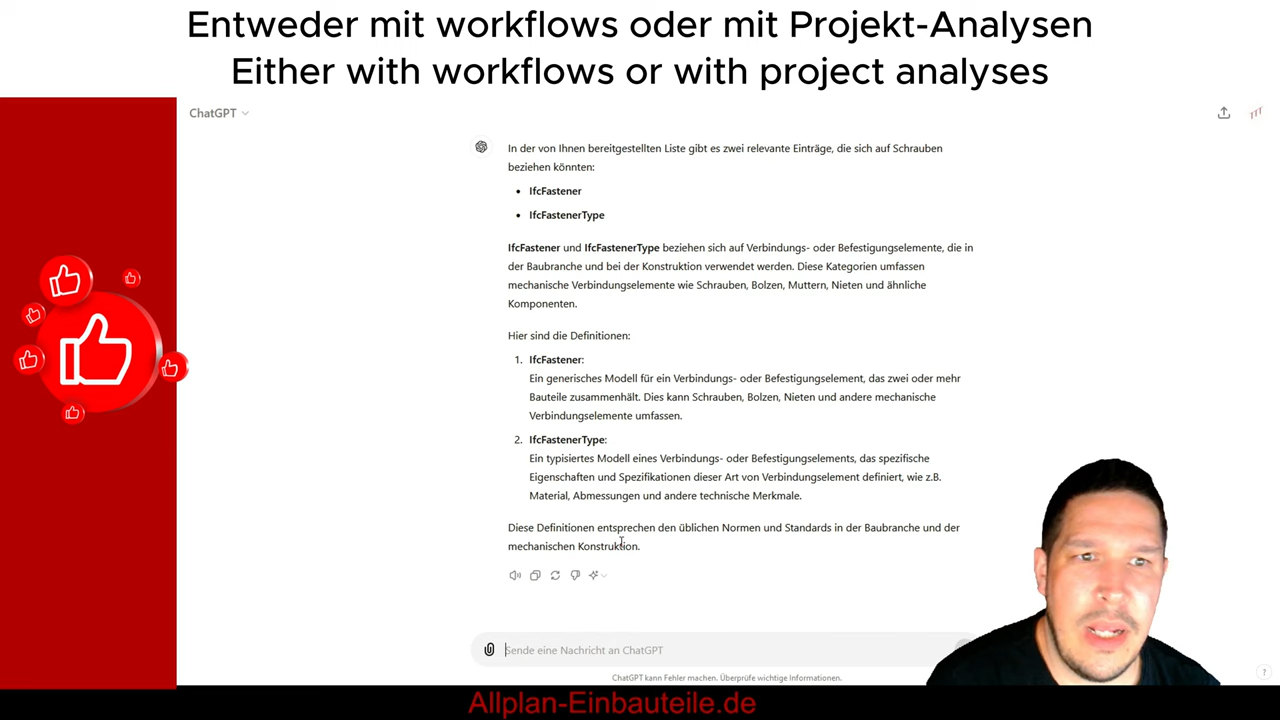 Entweder mit workflows oder mit Projekt-Analysen
Either with workflows or with project analyses
ChatGPT
In der von Ihnen bereitgestellten Liste gibt es zwei relevante Einträge, die sich auf Schrauben
beziehen könnten:
• IfcFastener
• IfcFastenerType
IfcFastener und IfcFastenerType beziehen sich auf Verbindungs- oder Befestigungselemente, die in
der Baubranche und bei der Konstruktion verwendet werden. Diese Kategorien umfassen
mechanische Verbindungselemente wie Schrauben, Bolzen, Muttern, Nieten und ähnliche
Komponenten.
Hier sind die Definitionen:
1. IfcFastener:
Ein generisches Modell für ein Verbindungs- oder Befestigungselement, das zwei oder mehr
Bauteile zusammenhält. Dies kann Schrauben, Bolzen, Nieten und andere mechanische
Verbindungselemente umfassen.
2. IfcFastenerType:
Ein typisiertes Modell eines Verbindungs- oder Befestigungselements, das spezifische
Eigenschaften und Spezifikationen dieser Art von Verbindungselement definiert, wie z.B.
Material, Abmessungen und andere technische Merkmale.
Diese Definitionen entsprechen den üblichen Normen und Standards in der Baubranche und der
mechanischen Konstruktion.
Sende eine Nachricht an ChatGPT
ChatGPT kann Fehler machen. Überprüfe wichtige Informationen.
?
Allplan-Einbauteile.de